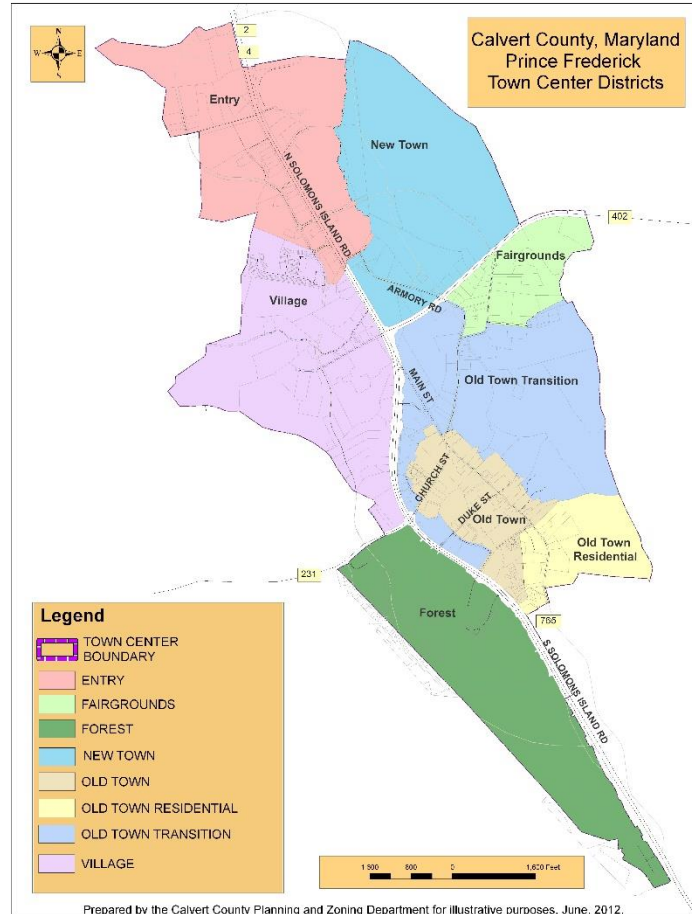 Calvert County, Maryland
Prince Frederick
Town Center Districts
W E
2
4
Entry
New Town
N SOLOMONS ISLAND RD
402
Fairgrounds
Village
ARMORY RD
MAIN ST
Old Town Transition
CHURCH ST
DUKE ST
Old Town
Old Town
Residential
231
Forest
765
S SOLOMONS ISLAND RD
Legend
TOWN CENTER
BOUNDARY
ENTRY
FAIRGROUNDS
FOREST
NEW TOWN
OLD TOWN
OLD TOWN RESIDENTIAL
OLD TOWN TRANSITION
VILLAGE
0 1,600 Feet
Prepared by the Calvert County Planning and Zoning Department for illustrative purposes, June, 2012.